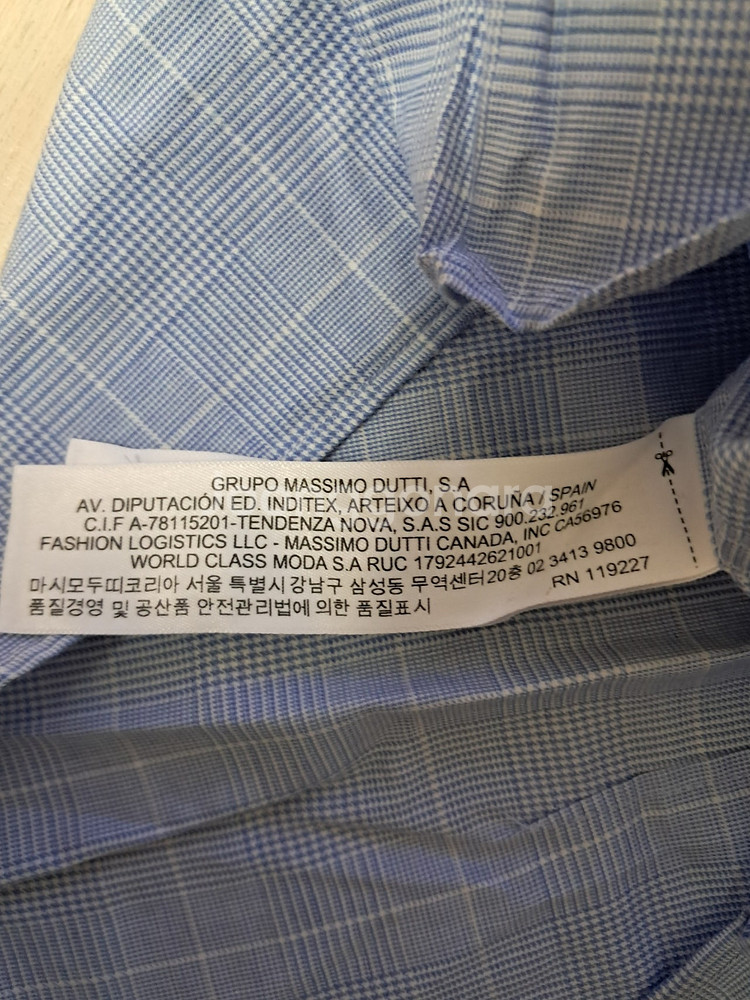 GRUPO MASSIMO DUTTI, S.A
AV. DIPUTACIÓN ED. INDITEX, ARTEIXO A CORUÑA / SPAIN
C.I.F A-78115201-TENDENZA NOVA, S.A.S SIC 900.232.961
FASHION LOGISTICS LLC - MASSIMO DUTTI CANADA, INC CA56976
WORLD CLASS MODA S.A RUC 1792442621001
마시모두띠코리아 서울 특별시강남구 삼성동 무역센터20층 02 3413 9800
품질경영 및 공산품 안전관리법에 의한 품질표시 RN 119227